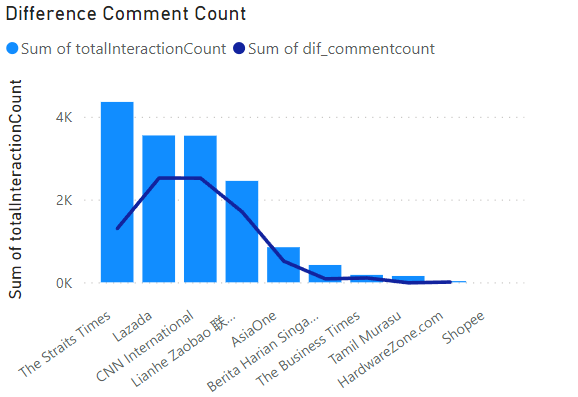 Difference Comment Count
Sum of totalInteractionCount Sum of dif_commentcount
Sum of totalInteractionCount
4K
2K
0K
The Straits Times
Lazada
CNN International
Lianhe Zaobao 联...
AsiaOne
Berita Harian Singa...
The Business Times
Tamil Murasu
HardwareZone.com
Shopee